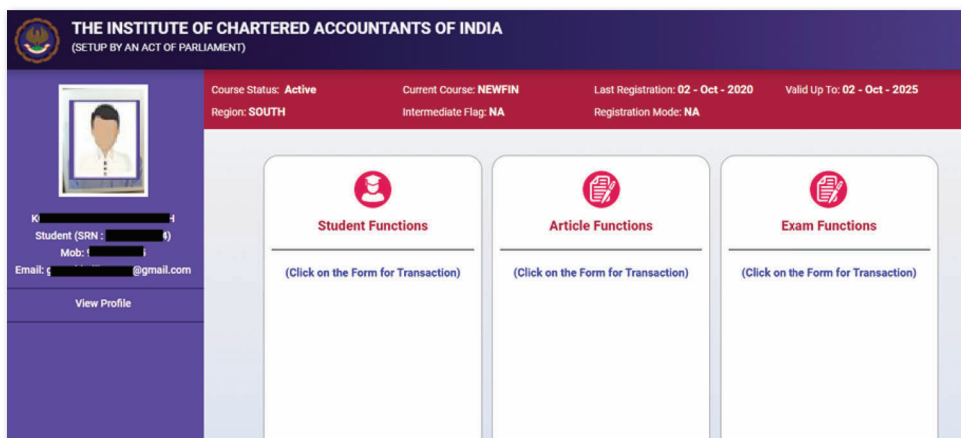 THE INSTITUTE OF CHARTERED ACCOUNTANTS OF INDIA
(SETUP BY AN ACT OF PARLIAMENT)
Course Status: Active Current Course: NEWFIN Last Registration: 02 - Oct - 2020 Valid Up To: 02 - Oct - 2025
Region: SOUTH Intermediate Flag: NA Registration Mode: NA
Student (SRN : )
Mob:
Email: @gmail.com
View Profile
Student Functions
(Click on the Form for Transaction)
Article Functions
(Click on the Form for Transaction)
Exam Functions
(Click on the Form for Transaction)